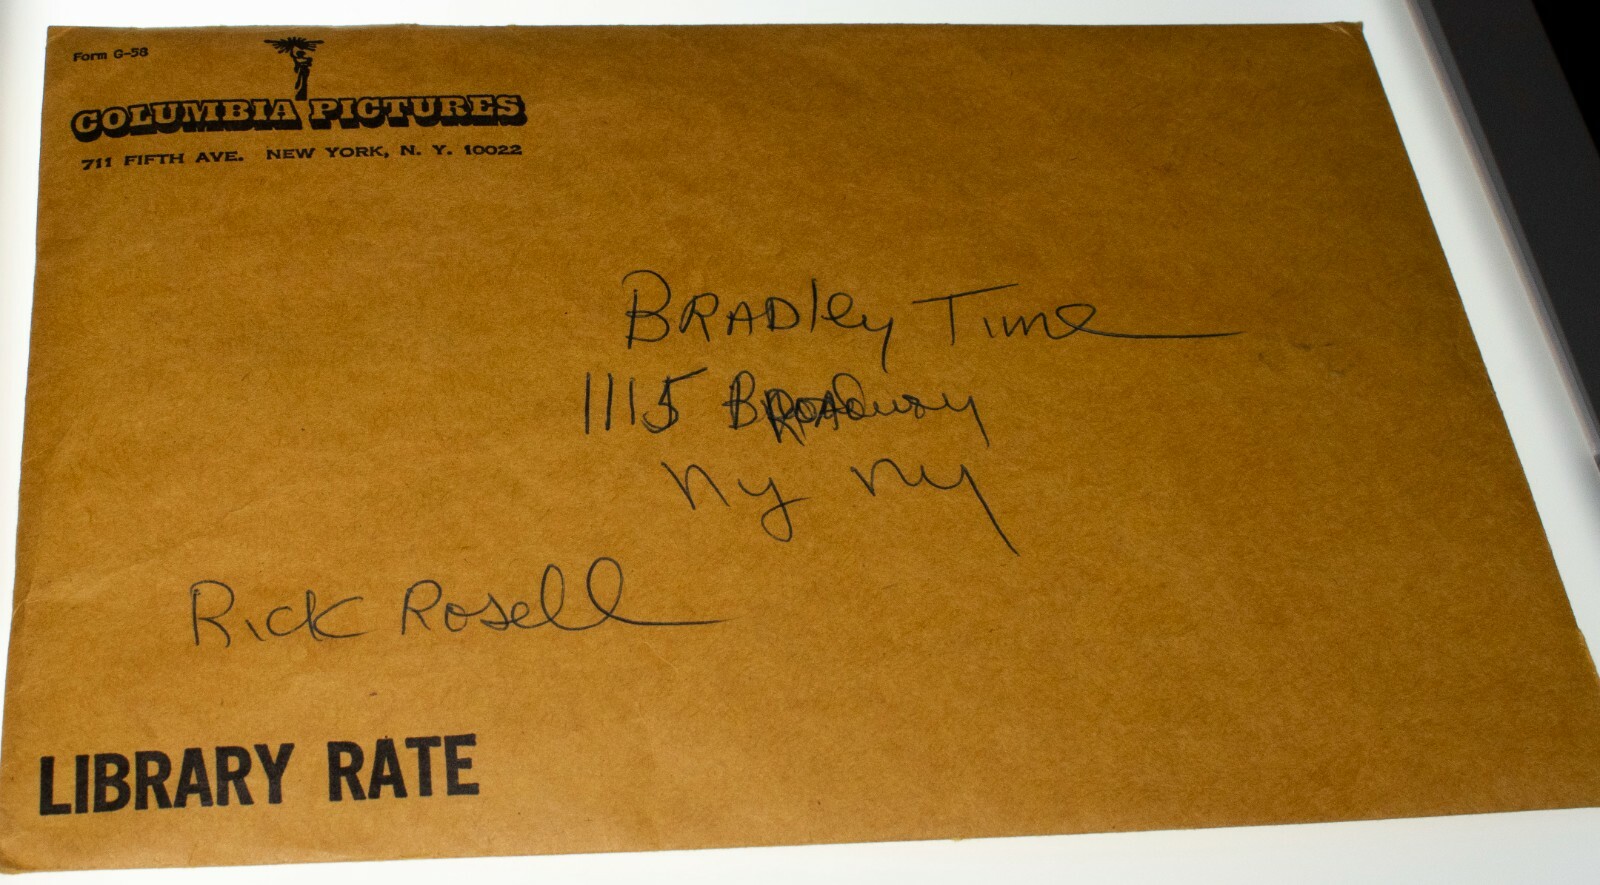 Form G-58
COLUMBIA PICTURES
711 FIFTH AVE. NEW YORK, N. Y. 10022
BRADley Time
1115 BROADway
Ny Ny
Rick Rosell
LIBRARY RATE